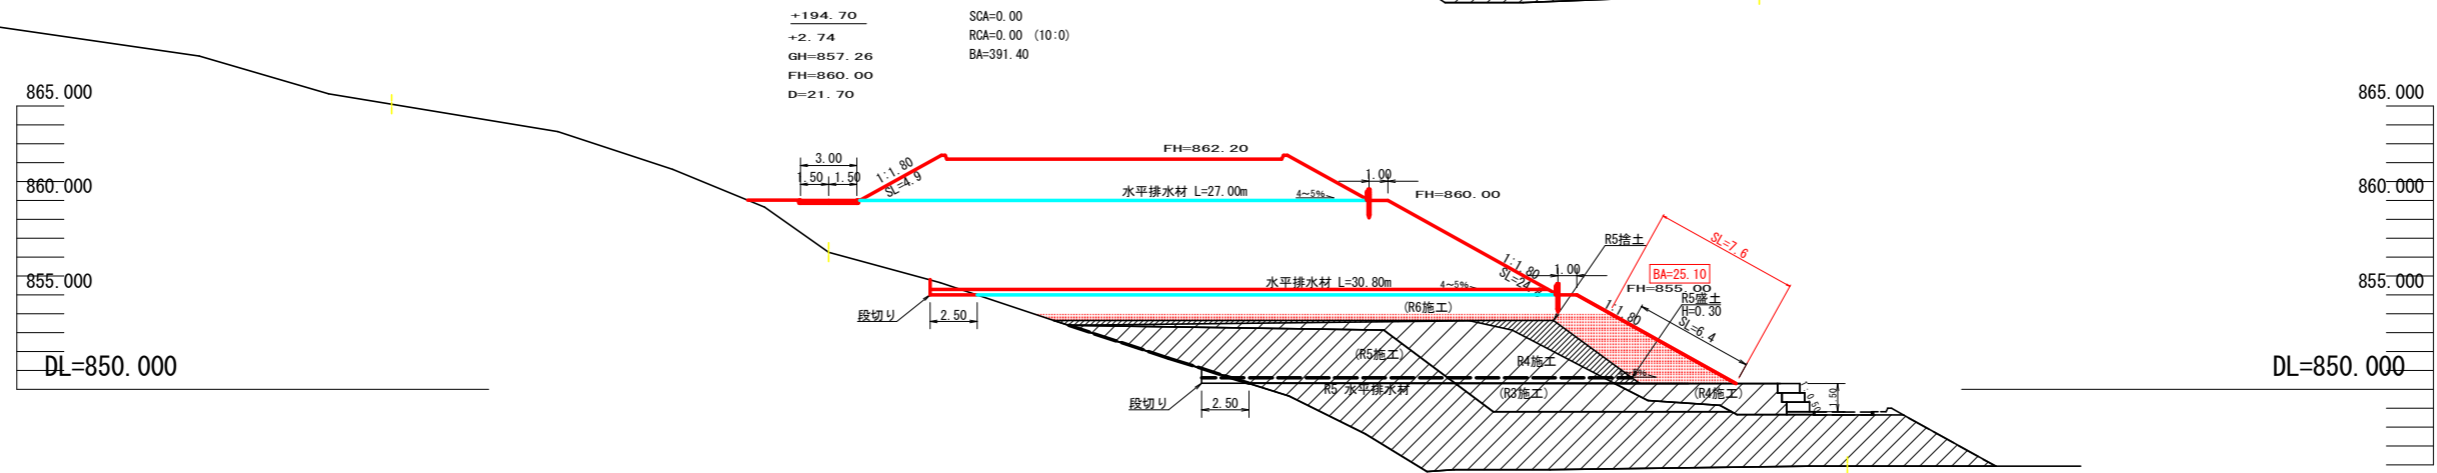 +194.70
+2.74
GH=857.26
FH=860.00
D=21.70
SCA=0.00
RCA=0.00 (10:0)
BA=391.40
865.000
860.000
855.000
DL=850.000
865.000
860.000
855.000
DL=850.000
3.00
1.50 1.50
1:1.80
SL=4.9
FH=862.20
水平排水材 L=27.00m
4~5%
1.00
FH=860.00
R5捨土
SL=7.6
BA=25.10
1:1.80
1.00
FH=855.00
水平排水材 L=30.80m
4~5%
R5盛土
H=0.30
1:1.80
SL=6.4
段切り
2.50
(R6施工)
(R5施工)
R4施工
R5 水平排水材
(R3施工)
(R4施工)
段切り
2.50
1.50